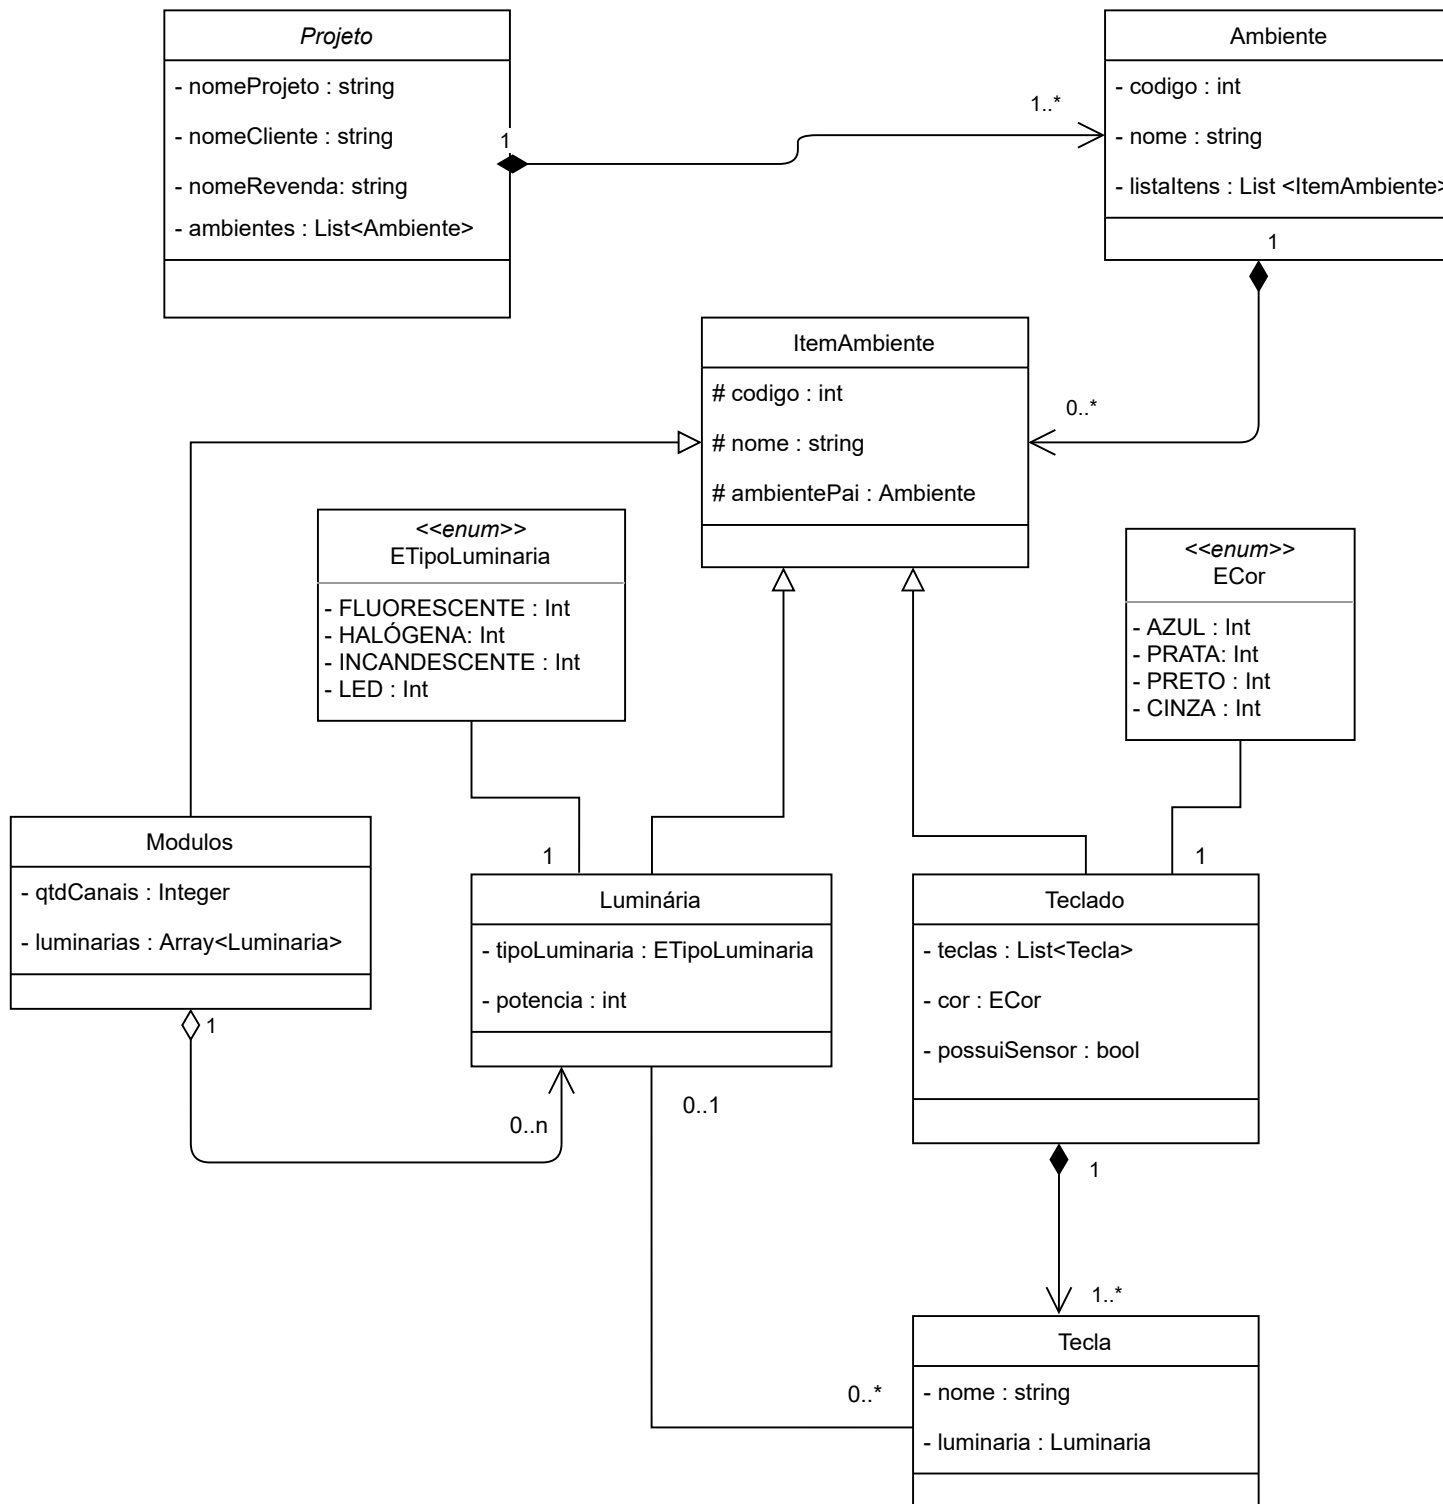 Projeto
- nomeProjeto : string
- nomeCliente : string
- nomeRevenda: string
- ambientes : List<Ambiente>
1
1..*
Ambiente
- codigo : int
- nome : string
- listaItens : List <ItemAmbiente>
1
0..*
ItemAmbiente
# codigo : int
# nome : string
# ambientePai : Ambiente
<<enum>>
ETipoLuminaria
- FLUORESCENTE : Int
- HALÓGENA: Int
- INCANDESCENTE : Int
- LED : Int
<<enum>>
ECor
- AZUL : Int
- PRATA: Int
- PRETO : Int
- CINZA : Int
Modulos
- qtdCanais : Integer
- luminarias : Array<Luminaria>
1
0..n
1
Luminária
- tipoLuminaria : ETipoLuminaria
- potencia : int
0..1
1
Teclado
- teclas : List<Tecla>
- cor : ECor
- possuiSensor : bool
1
1..*
0..*
Tecla
- nome : string
- luminaria : Luminaria